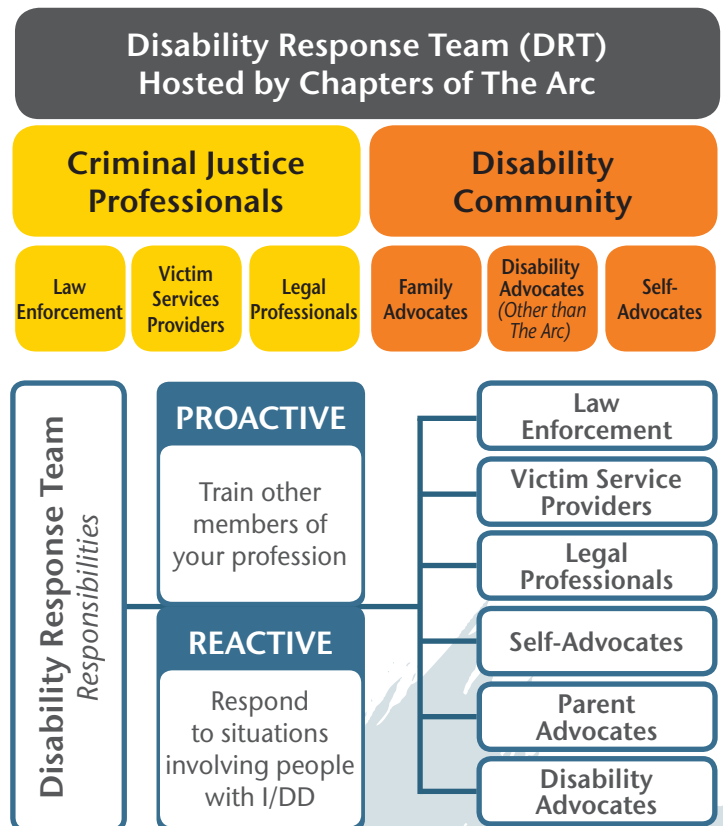 Disability Response Team (DRT)
Hosted by Chapters of The Arc
Criminal Justice
Professionals
Disability
Community
Law
Enforcement
Victim
Services
Providers
Legal
Professionals
Family
Advocates
Disability
Advocates
(Other than
The Arc)
Self-
Advocates
Disability Response Team
Responsibilities
PROACTIVE
Train other
members of
your profession
REACTIVE
Respond
to situations
involving people
with I/DD
Law
Enforcement
Victim Service
Providers
Legal
Professionals
Self-Advocates
Parent
Advocates
Disability
Advocates